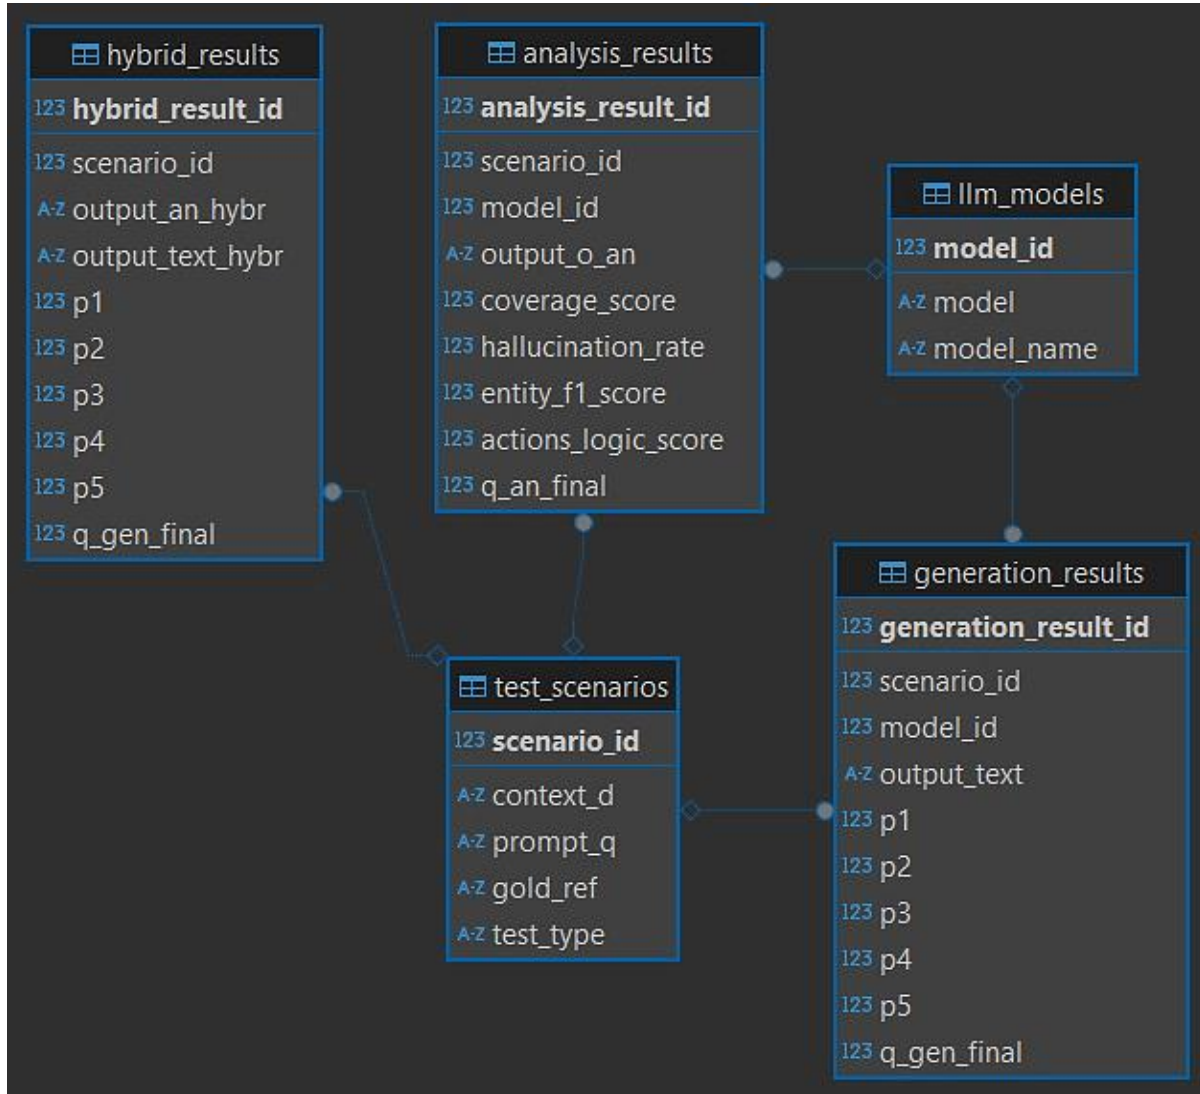 hybrid_results
123 hybrid_result_id
123 scenario_id
A-Z output_an_hybr
A-Z output_text_hybr
123 p1
123 p2
123 p3
123 p4
123 p5
123 q_gen_final
analysis_results
123 analysis_result_id
123 scenario_id
123 model_id
A-Z output_o_an
123 coverage_score
123 hallucination_rate
123 entity_f1_score
123 actions_logic_score
123 q_an_final
llm_models
123 model_id
A-Z model
A-Z model_name
test_scenarios
123 scenario_id
A-Z context_d
A-Z prompt_q
A-Z gold_ref
A-Z test_type
generation_results
123 generation_result_id
123 scenario_id
123 model_id
A-Z output_text
123 p1
123 p2
123 p3
123 p4
123 p5
123 q_gen_final